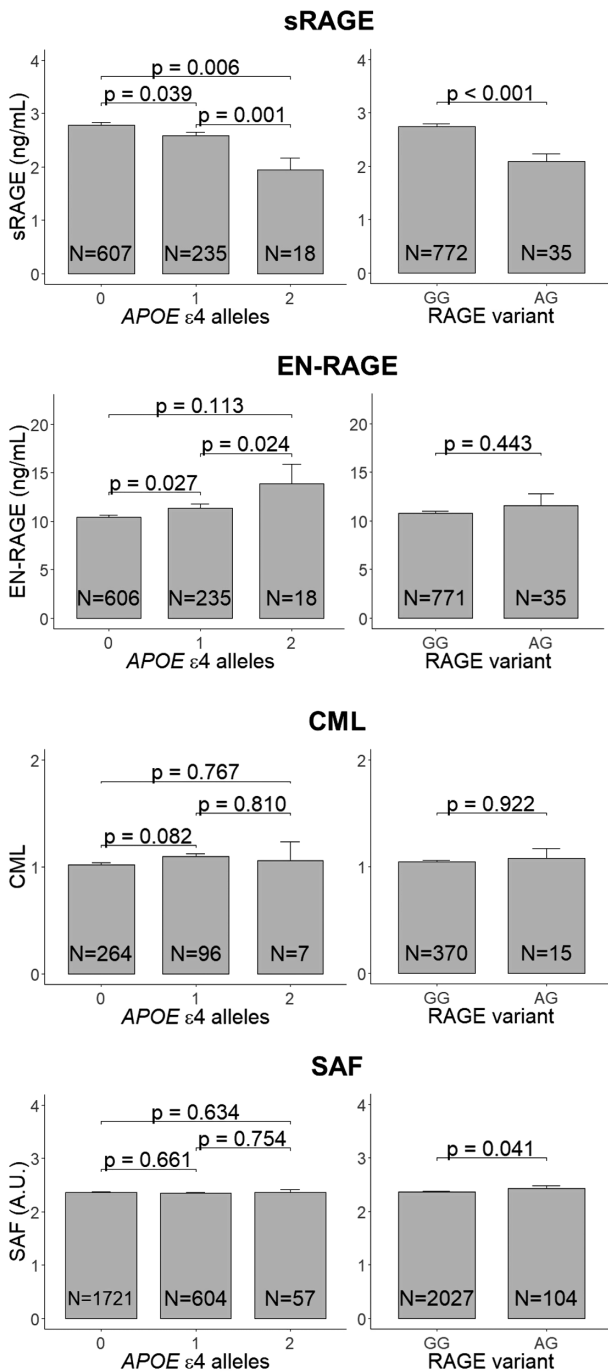 sRAGE
sRAGE (ng/mL)
4
3
2
1
0
p = 0.006
p = 0.039
p = 0.001
N=607
N=235
N=18
0
1
2
APOE ε4 alleles
4
3
2
1
0
p < 0.001
N=772
N=35
GG
AG
RAGE variant
EN-RAGE
EN-RAGE (ng/mL)
20
15
10
5
0
p = 0.113
p = 0.024
p = 0.027
N=606
N=235
N=18
0
1
2
APOE ε4 alleles
20
15
10
5
0
p = 0.443
N=771
N=35
GG
AG
RAGE variant
CML
CML
2
1
0
p = 0.767
p = 0.810
p = 0.082
N=264
N=96
N=7
0
1
2
APOE ε4 alleles
2
1
0
p = 0.922
N=370
N=15
GG
AG
RAGE variant
SAF
SAF (A.U.)
4
3
2
1
0
p = 0.634
p = 0.754
p = 0.661
N=1721
N=604
N=57
0
1
2
APOE ε4 alleles
4
3
2
1
0
p = 0.041
N=2027
N=104
GG
AG
RAGE variant